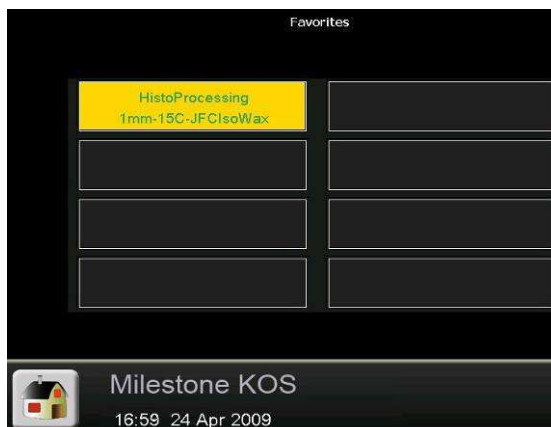 Favorites
HistoProcessing
1mm-15C-JFCIsoWax
Milestone KOS
16:59 24 Apr 2009